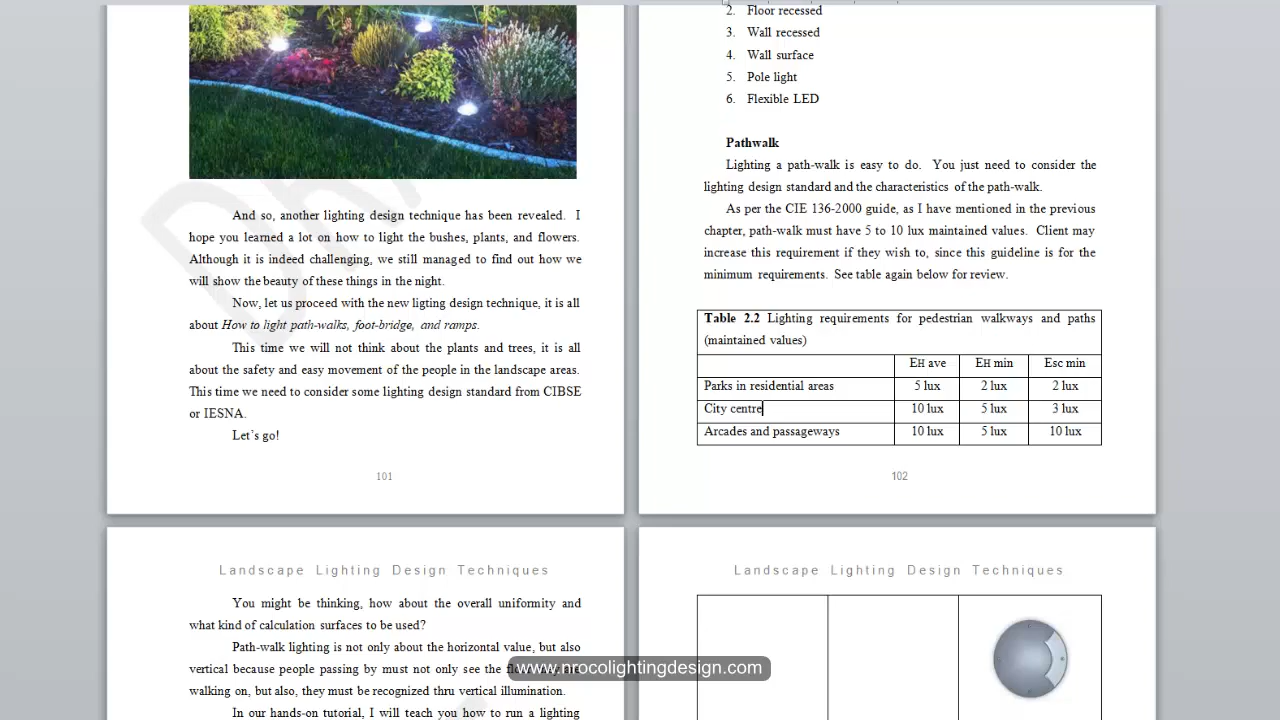 And so, another lighting design technique has been revealed. I
hope you learned a lot on how to light the bushes, plants, and flowers.
Although it is indeed challenging, we still managed to find out how we
will show the beauty of these things in the night.
Now, let us proceed with the new ligting design technique, it is all
about How to light path-walks, foot-bridge, and ramps.
This time we will not think about the plants and trees, it is all
about the safety and easy movement of the people in the landscape areas.
This time we need to consider some lighting design standard from CIBSE
or IESNA.
Let's go!
101
2. Floor recessed
3. Wall recessed
4. Wall surface
5. Pole light
6. Flexible LED
Pathwalk
Lighting a path-walk is easy to do. You just need to consider the
lighting design standard and the characteristics of the path-walk.
As per the CIE 136-2000 guide, as I have mentioned in the previous
chapter, path-walk must have 5 to 10 lux maintained values. Client may
increase this requirement if they wish to, since this guideline is for the
minimum requirements. See table again below for review.
Table 2.2 Lighting requirements for pedestrian walkways and paths
(maintained values)
EH ave EH min Esc min
Parks in residential areas 5 lux 2 lux 2 lux
City centre 10 lux 5 lux 3 lux
Arcades and passageways 10 lux 5 lux 10 lux
102
Landscape Lighting Design Techniques
You might be thinking, how about the overall uniformity and
what kind of calculation surfaces to be used?
Path-walk lighting is not only about the horizontal value, but also
vertical because people passing by must not only see the
walking on, but also, they must be recognized thru vertical illumination.
In our hands-on tutorial, I will teach you how to run a lighting
Landscape Lighting Design Techniques
www.nrocolightingdesign.com